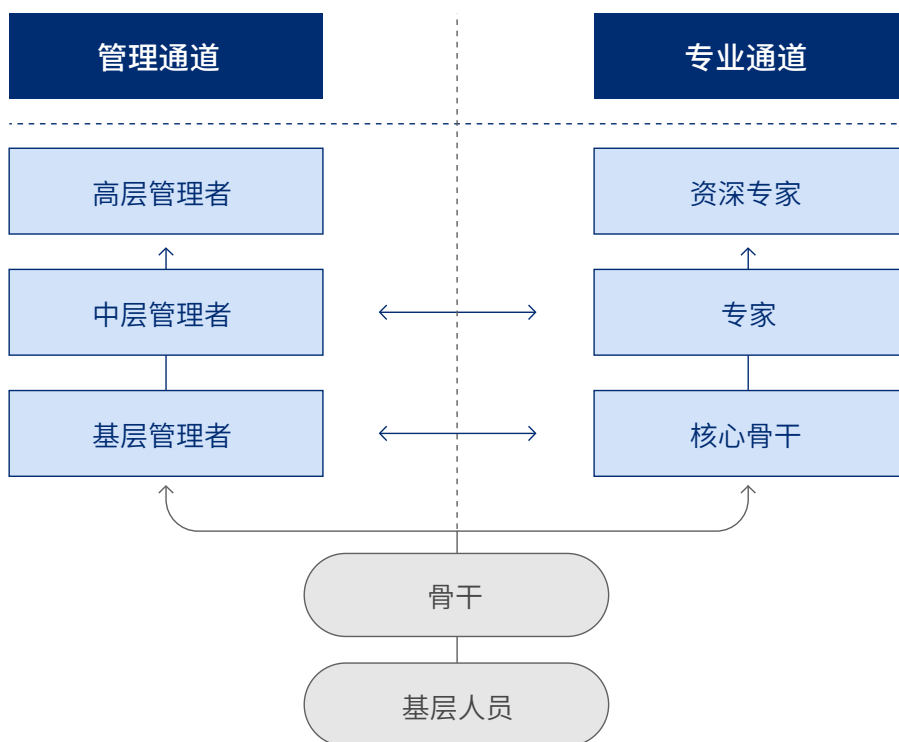 管理通道
专业通道
高层管理者
资深专家
中层管理者
专家
基层管理者
核心骨干
骨干
基层人员